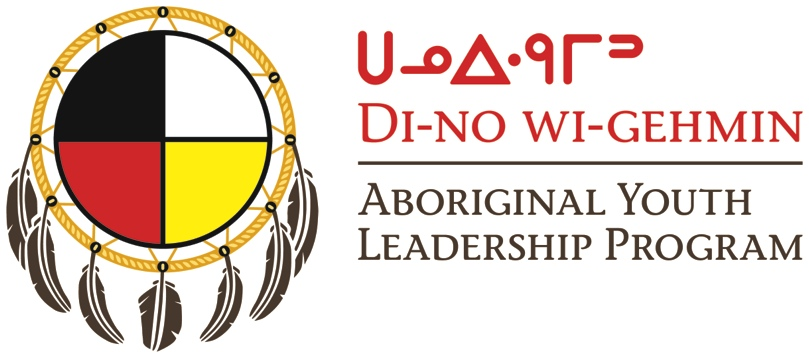 ᑌᓄᐃᐧᑫᒥᐣ
Di-no wi-gehmin
Aboriginal Youth
Leadership Program